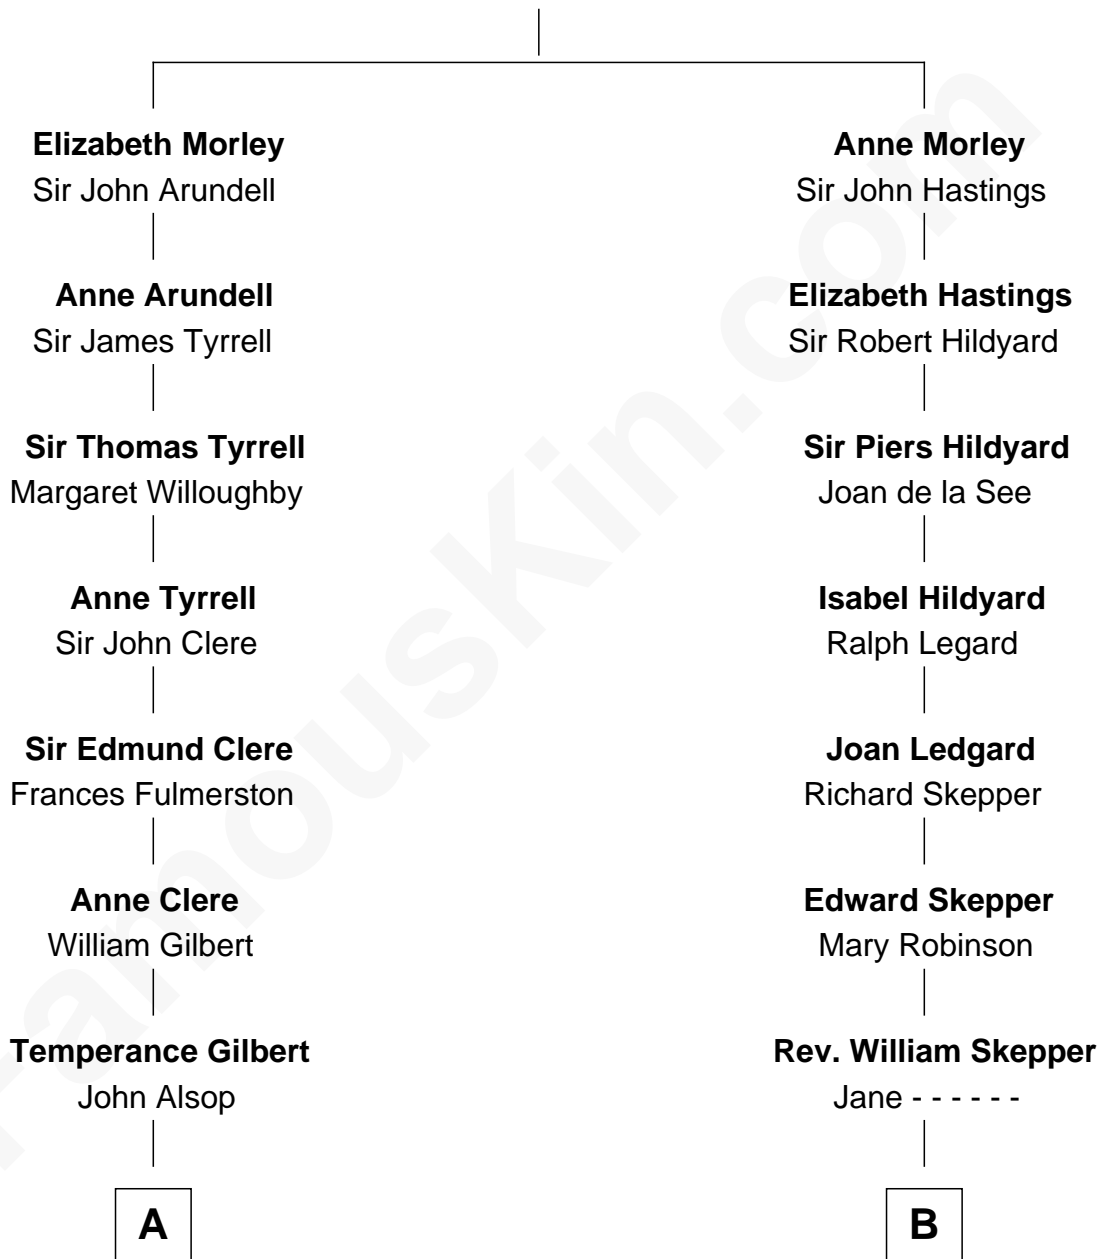 Elizabeth Morley
Sir John Arundell
Anne Arundell
Sir James Tyrrell
Sir Thomas Tyrrell
Margaret Willoughby
Anne Tyrrell
Sir John Clere
Sir Edmund Clere
Frances Fulmerston
Anne Clere
William Gilbert
Temperance Gilbert
John Alsop
A
Anne Morley
Sir John Hastings
Elizabeth Hastings
Sir Robert Hildyard
Sir Piers Hildyard
Joan de la See
Isabel Hildyard
Ralph Legard
Joan Ledgard
Richard Skepper
Edward Skepper
Mary Robinson
Rev. William Skepper
Jane - - - - - -
B
FamousKin.com